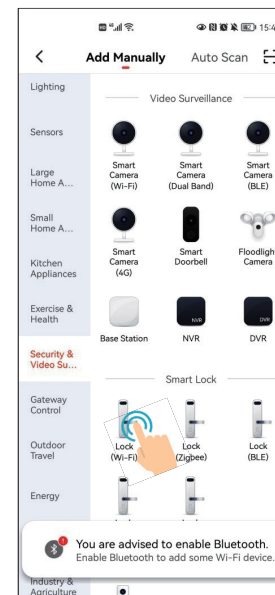 15:4
Add Manually Auto Scan
Lighting
Sensors
Large
Home A...
Small
Home A...
Kitchen
Appliances
Exercise &
Health
Security &
Video Su...
Gateway
Control
Outdoor
Travel
Energy
Industry &
Agriculture
Video Surveillance
Smart
Camera
(Wi-Fi)
Smart
Camera
(Dual Band)
Smart
Camera
(BLE)
Smart
Camera
(4G)
Smart
Doorbell
Floodlight
Camera
Base Station
NVR
NVR
DVR
DVR
Smart Lock
Lock
(Wi-Fi)
Lock
(Zigbee)
Lock
(BLE)
You are advised to enable Bluetooth.
Enable Bluetooth to add some Wi-Fi device.